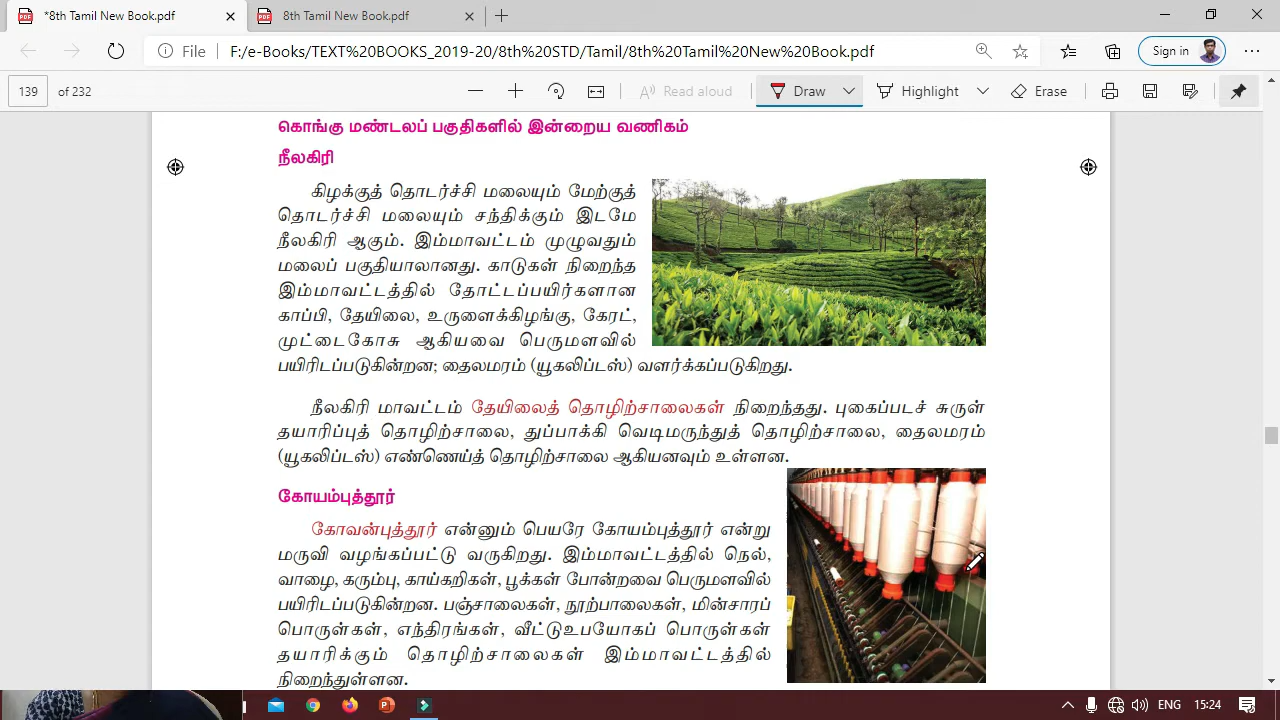 *8th Tamil New Book.pdf
8th Tamil New Book.pdf
File
F:/e-Books/TEXT%20BOOKS_2019-20/8th%20STD/Tamil/8th%20Tamil%20New%20Book.pdf
Sign in
139 of 232
Read aloud
Draw
Highlight
Erase
கொங்கு மண்டலப் பகுதிகளில் இன்றைய வணிகம்
நீலகிரி
கிழக்குத் தொடர்ச்சி மலையும் மேற்குத்
தொடர்ச்சி மலையும் சந்திக்கும் இடமே
நீலகிரி ஆகும். இம்மாவட்டம் முழுவதும்
மலைப் பகுதியாலானது. காடுகள் நிறைந்த
இம்மாவட்டத்தில் தோட்டப்பயிர்களான
காப்பி, தேயிலை, உருளைக்கிழங்கு, கேரட்,
முட்டைகோசு ஆகியவை பெருமளவில்
பயிரிடப்படுகின்றன; தைலமரம் (யூகலிப்டஸ்) வளர்க்கப்படுகிறது.
நீலகிரி மாவட்டம் தேயிலைத் தொழிற்சாலைகள் நிறைந்தது. புகைப்படச் சுருள்
தயாரிப்புத் தொழிற்சாலை, துப்பாக்கி வெடிமருந்துத் தொழிற்சாலை, தைலமரம்
(யூகலிப்டஸ்) எண்ணெய்த் தொழிற்சாலை ஆகியனவும் உள்ளன.
கோயம்புத்தூர்
கோவன்புத்தூர் என்னும் பெயரே கோயம்புத்தூர் என்று
மருவி வழங்கப்பட்டு வருகிறது. இம்மாவட்டத்தில் நெல்,
வாழை, கரும்பு, காய்கறிகள், பூக்கள் போன்றவை பெருமளவில்
பயிரிடப்படுகின்றன. பஞ்சாலைகள், நூற்பாலைகள், மின்சாரப்
பொருள்கள், எந்திரங்கள், வீட்டுஉபயோகப் பொருள்கள்
தயாரிக்கும் தொழிற்சாலைகள் இம்மாவட்டத்தில்
நிறைந்துள்ளன.
ENG
15:24